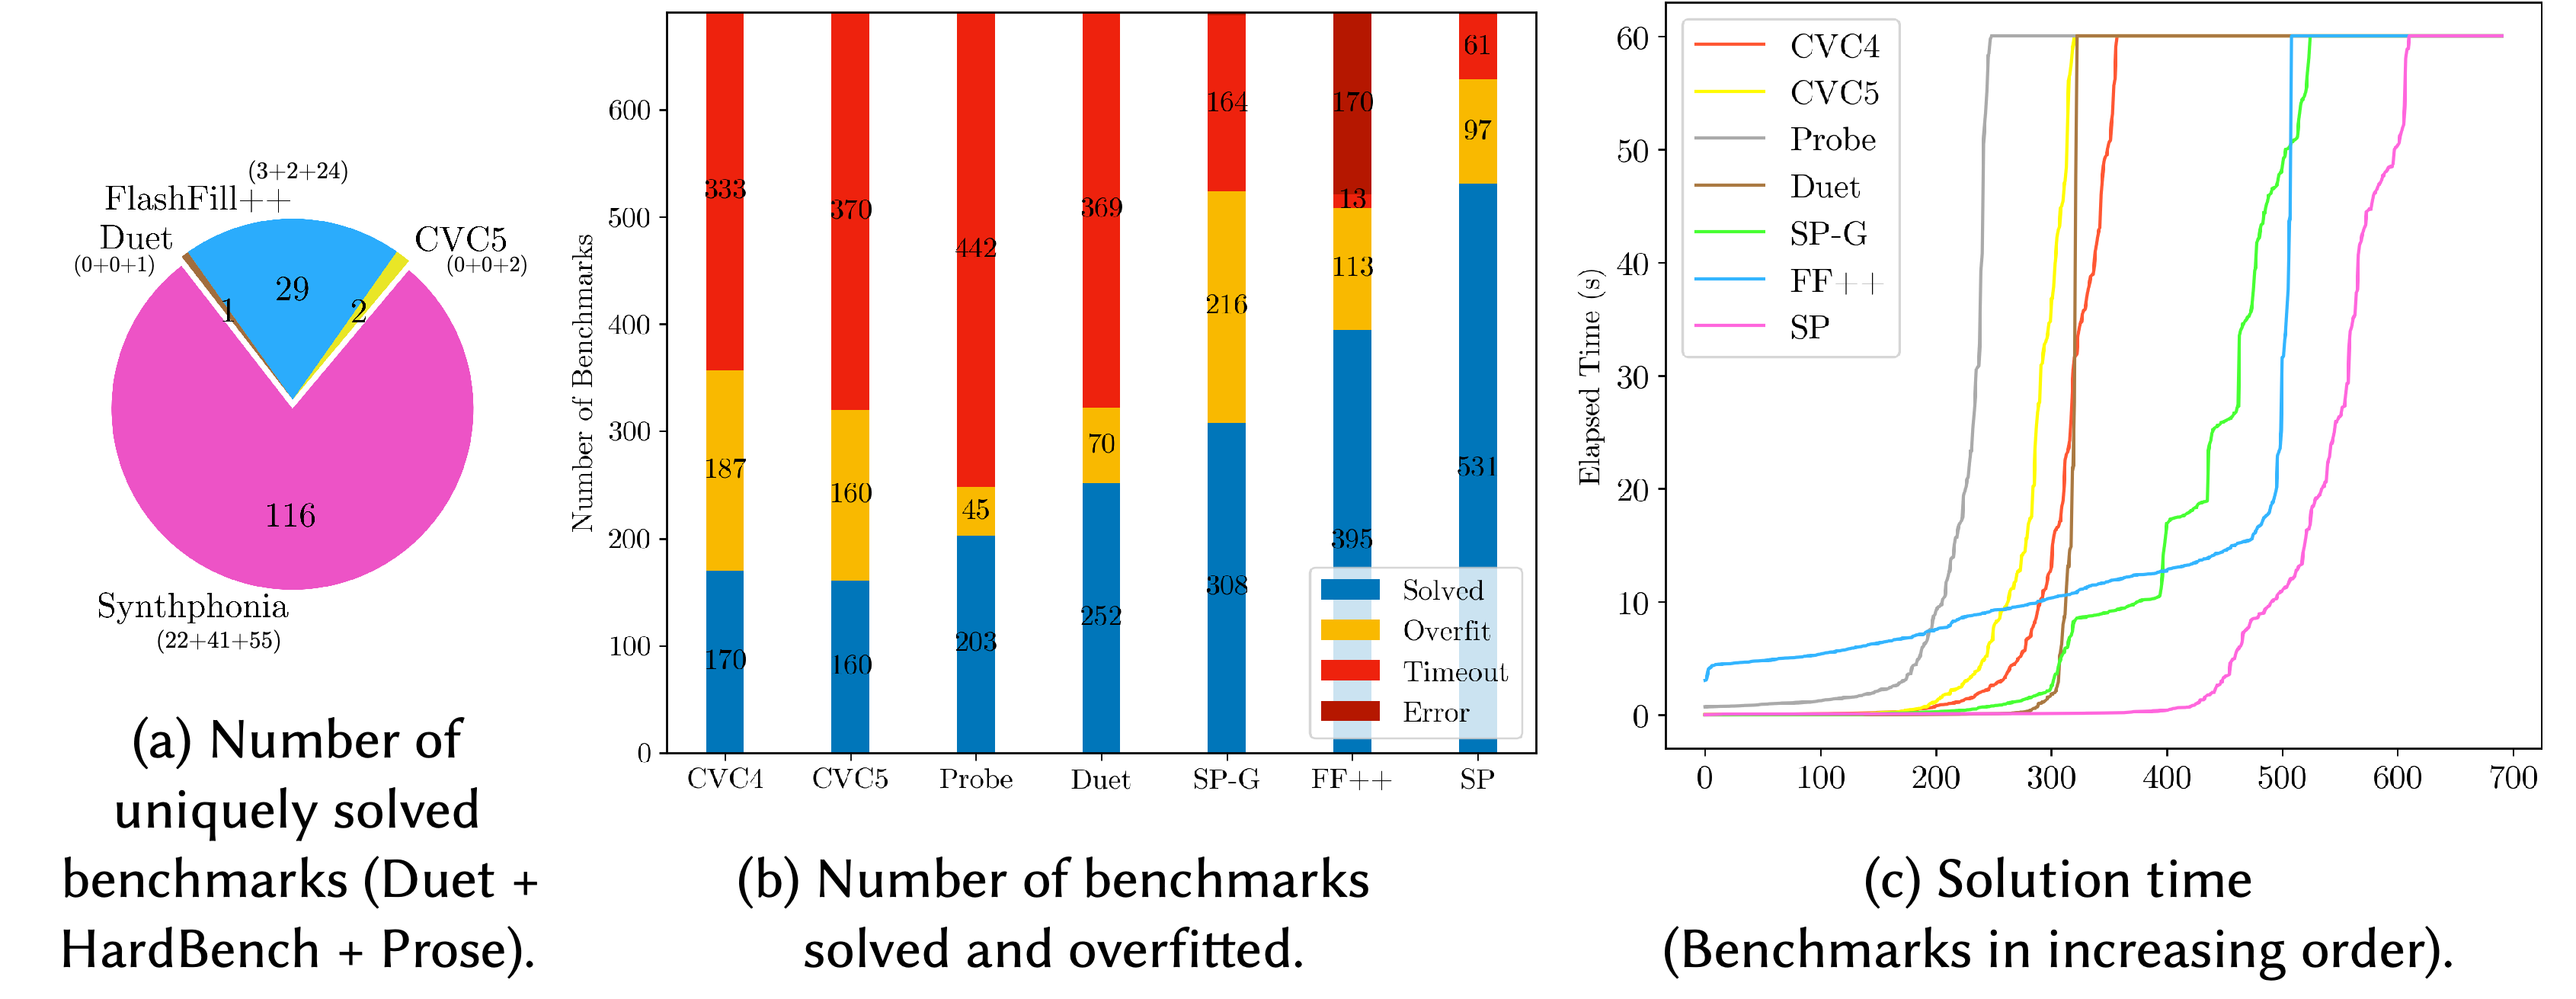 (3+2+24)
FlashFill++
Duet
(0+0+1)
CVC5
(0+0+2)
29
1
2
116
Synthphonia
(22+41+55)
(a) Number of
uniquely solved
benchmarks (Duet +
HardBench + Prose).
Number of Benchmarks
600
500
400
300
200
100
0
333
187
170
370
160
160
442
45
203
369
70
252
164
216
308
170
13
113
395
61
97
531
Solved
Overfit
Timeout
Error
CVC4
CVC5
Probe
Duet
SP-G
FF++
SP
(b) Number of benchmarks
solved and overfitted.
Elapsed Time (s)
60
50
40
30
20
10
0
CVC4
CVC5
Probe
Duet
SP-G
FF++
SP
0
100
200
300
400
500
600
700
(c) Solution time
(Benchmarks in increasing order).